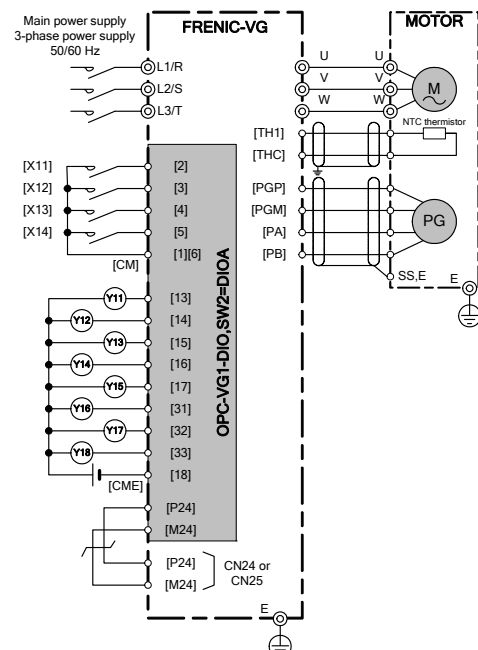 Main power supply
3-phase power supply
50/60 Hz
FRENIC-VG
MOTOR
L1/R
L2/S
L3/T
U
U
V
V
W
W
M
NTC thermistor
[TH1]
[THC]
[X11]
[2]
[X12]
[3]
[X13]
[4]
[X14]
[5]
[CM]
[1][6]
[PGP]
[PGM]
[PA]
[PB]
PG
SS,E
E
Y11
[13]
Y12
[14]
Y13
[15]
Y14
[16]
Y15
[17]
Y16
[31]
Y17
[32]
Y18
[33]
[CME]
[18]
OPC-VG1-DIO,SW2=DIOA
[P24]
[M24]
[P24]
[M24]
CN24 or
CN25
E